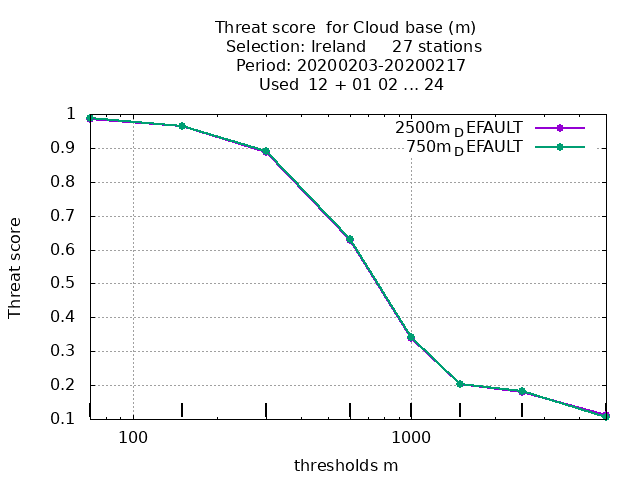 Threat score  for Cloud base (m)
Selection: Ireland     27 stations
Period: 20200203-20200217
Used  12 + 01 02 ... 24
2500m_DEFAULT
750m_DEFAULT
Threat score
1
0.9
0.8
0.7
0.6
0.5
0.4
0.3
0.2
0.1
100 1000
thresholds m